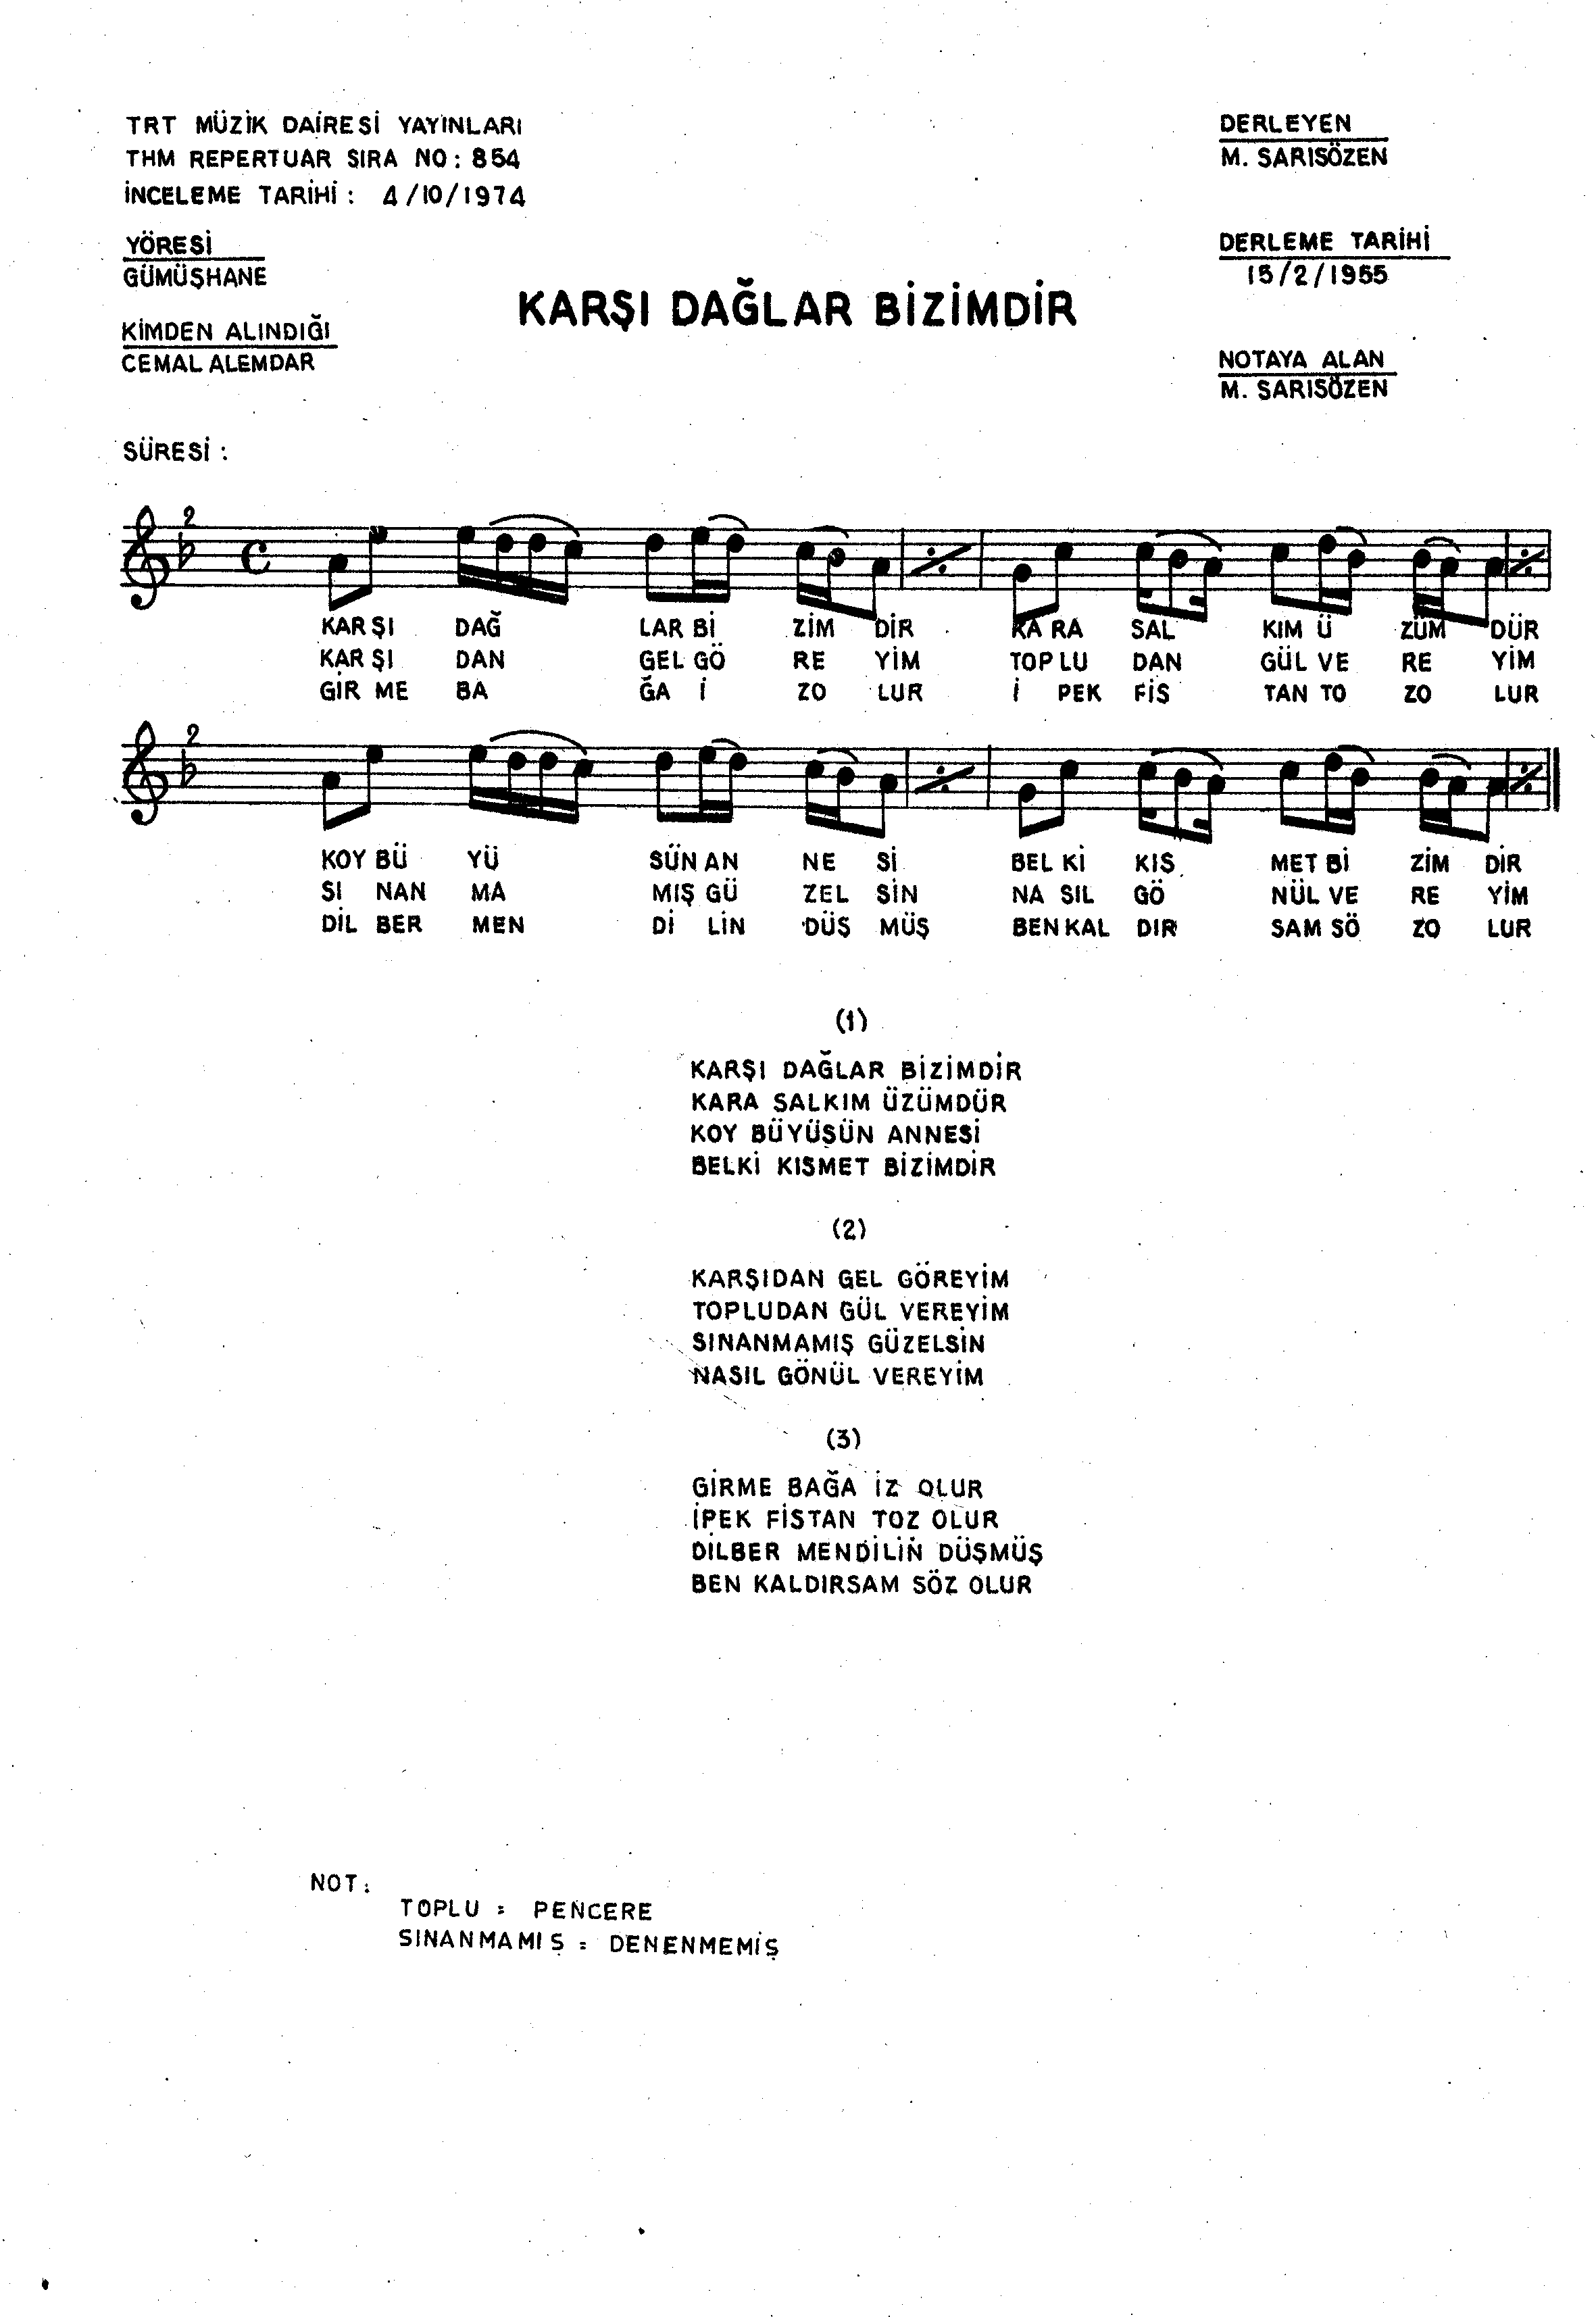 TRT MÜZİK DAİRESİ YAYINLARI
THM REPERTUAR SIRA NO: 854
İNCELEME TARİHİ: 4/10/1974
YÖRESİ
GÜMÜŞHANE
KİMDEN ALINDIĞI
CEMAL ALEMDAR
SÜRESİ:
DERLEYEN
M. SARISÖZEN
DERLEME TARİHİ
15/2/1955
NOTAYA ALAN
M. SARISÖZEN
KARŞI DAĞLAR BİZİMDİR
2
C
KAR ŞI DAĞ LAR Bİ ZİM DİR KA RA SAL KIM Ü ZÜM DÜR
KAR ŞI DAN GEL GÖ RE YİM TOP LU DAN GÜL VE RE YİM
GİR ME BA ĞA İ ZO LUR İ PEK FİS TAN TO ZO LUR
2
KOY BÜ YÜ SÜN AN NE Sİ BEL Kİ KIS MET Bİ ZİM DİR
SI NAN MA MIŞ GÜ ZEL SİN NA SIL GÖ NÜL VE RE YİM
DİL BER MEN Dİ LİN DÜŞ MÜŞ BEN KAL DIR SAM SÖ ZO LUR
(1)
KARŞI DAĞLAR BİZİMDİR
KARA SALKIM ÜZÜMDÜR
KOY BÜYÜSÜN ANNESİ
BELKİ KISMET BİZİMDİR
(2)
KARŞIDAN GEL GÖREYİM
TOPLUDAN GÜL VEREYİM
SINANMAMIŞ GÜZELSİN
NASIL GÖNÜL VEREYİM
(3)
GİRME BAĞA İZ OLUR
İPEK FİSTAN TOZ OLUR
DİLBER MENDİLİN DÜŞMÜŞ
BEN KALDIRSAM SÖZ OLUR
NOT:
TOPLU = PENCERE
SINANMAMIŞ = DENENMEMİŞ